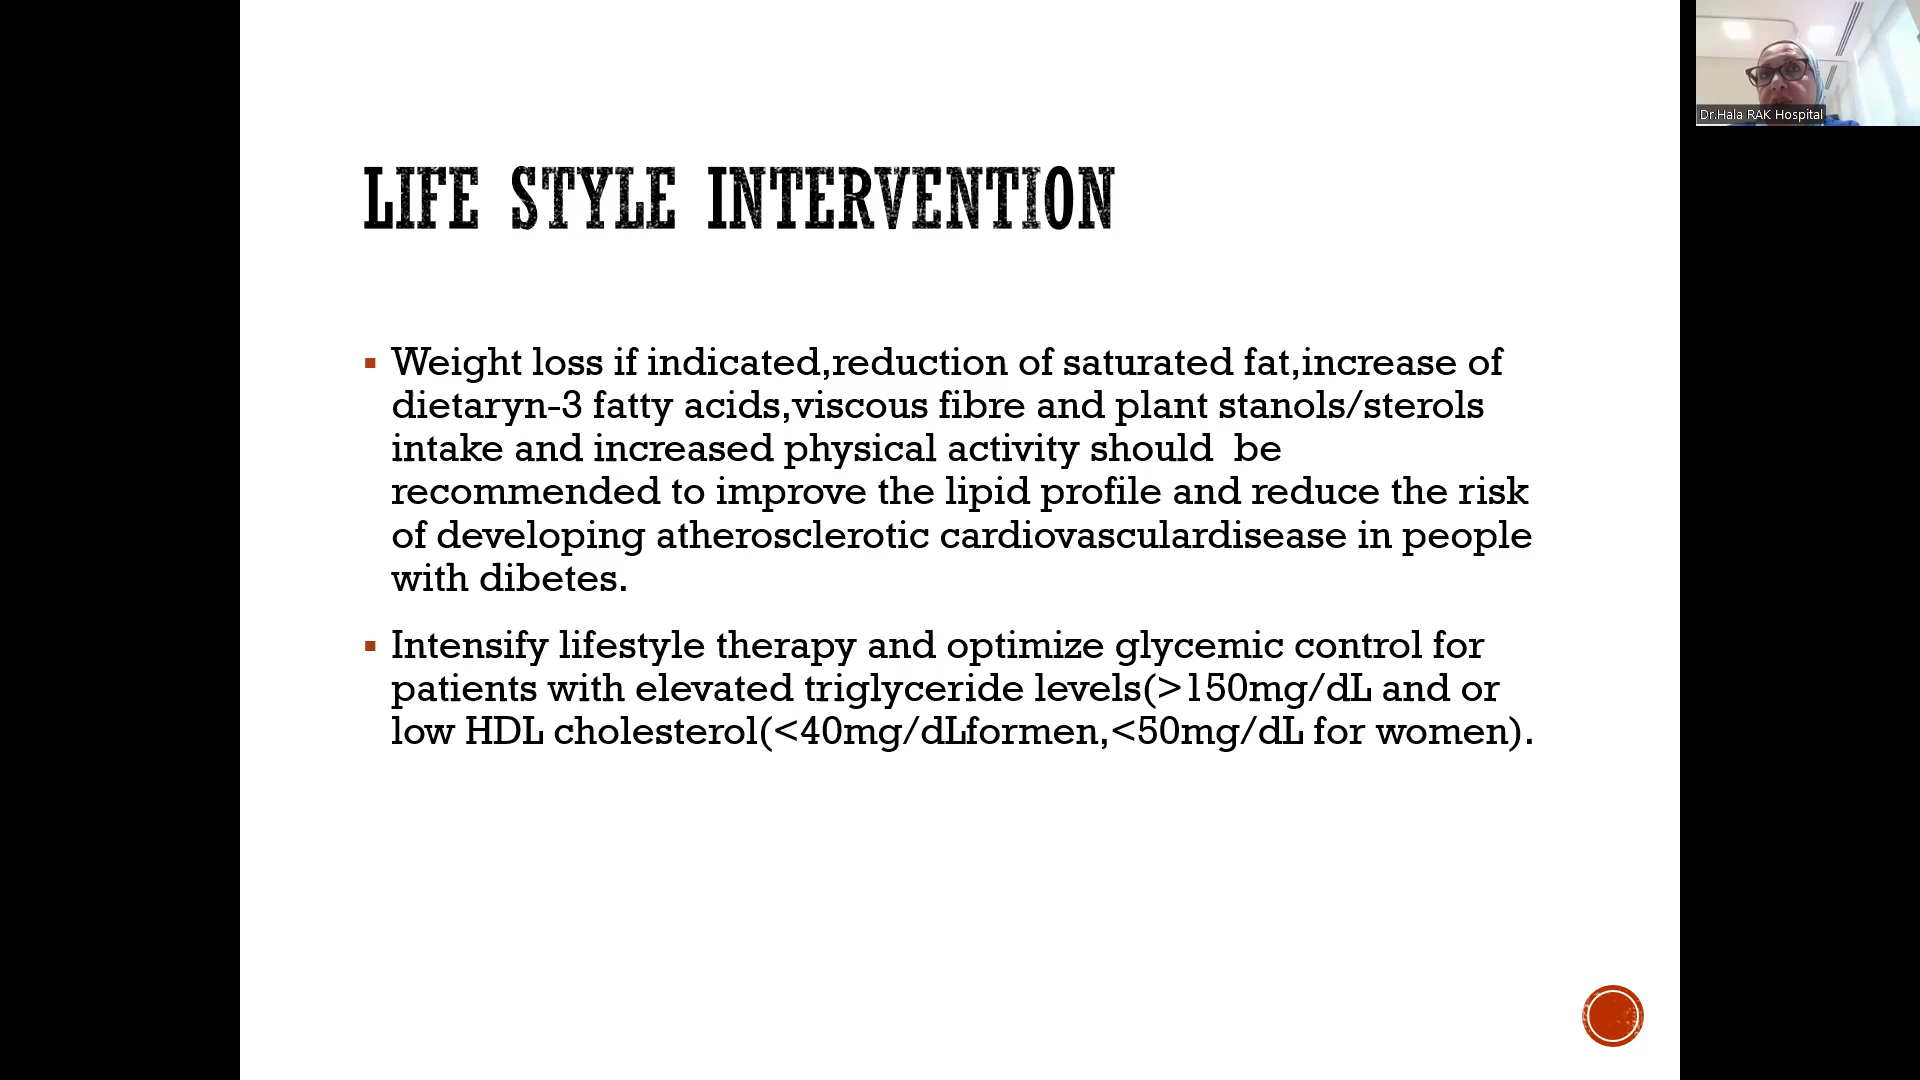 LIFE STYLE INTERVENTION
Weight loss if indicated,reduction of saturated fat,increase of
dietaryn-3 fatty acids,viscous fibre and plant stanols/sterols
intake and increased physical activity should  be
recommended to improve the lipid profile and reduce the risk
of developing atherosclerotic cardiovasculardisease in people
with dibetes.
Intensify lifestyle therapy and optimize glycemic control for
patients with elevated triglyceride levels(>150mg/dL and or
low HDL cholesterol(<40mg/dLformen,<50mg/dL for women).
Dr.Hala RAK Hospital